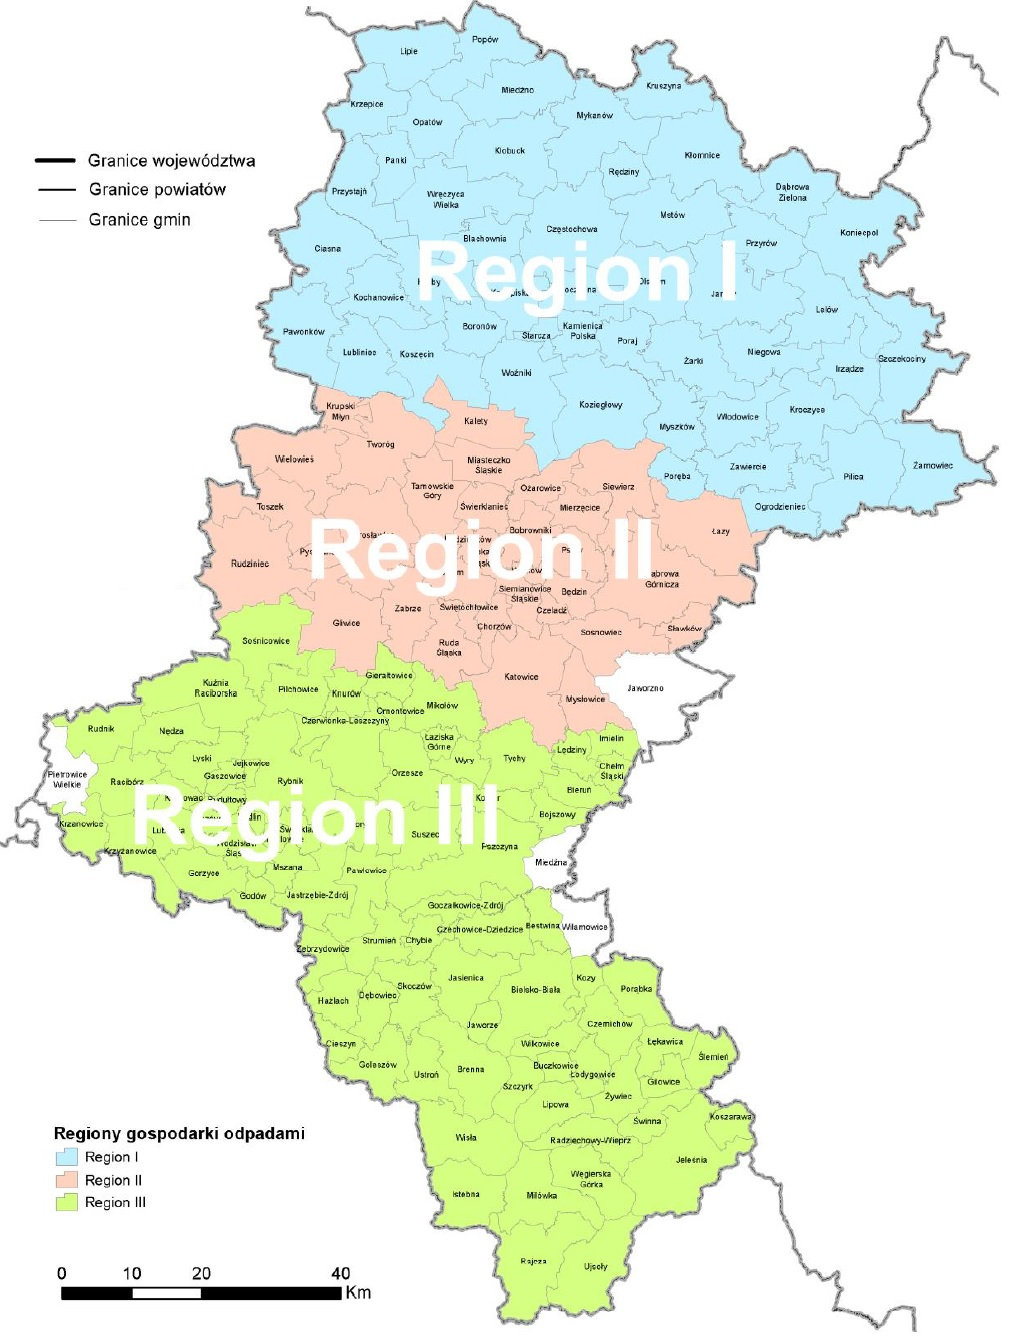 Lipie
Popów
Kruszyna
Miedźno
Krzepice
Mykanów
Opatów
Kłobuck
Kłomnice
Panki
Rędziny
Przystajń
Wręczyca
Wielka
Dąbrowa
Zielona
Mstów
Częstochowa
Koniecpol
Blachownia
Przyrów
Ciasna
Region I
Kochanowice
Lelów
Boronów
Kamienica
Polska
Pawonków
Starcza
Poraj
Lubliniec
Koszęcin
Niegowa
Żarki
Szczekociny
Irządze
Woźniki
Koziegłowy
Kroczyce
Włodowice
Myszków
Zawiercie
Żarnowiec
Poręba
Pilica
Ogrodzieniec
Granice województwa
Granice powiatów
Granice gmin
Krupski
Młyn
Kalety
Tworóg
Wielowieś
Miasteczko
Śląskie
Tarnowskie
Góry
Ożarowice
Siewierz
Toszek
Świerklaniec
Mierzęcice
Bobrowniki
Łazy
Region II
Rudziniec
Górnicza
Siemianowice
Śląskie
Będzin
Zabrze
Świętochłowice
Czeladź
Gliwice
Chorzów
Sosnowiec
Sławków
Ruda
Śląska
Katowice
Mysłowice
Jaworzno
Sośnicowice
Gierałtowice
Kuźnia
Raciborska
Pilchowice
Knurów
Ornontowice
Mikołów
Czerwionka-Leszczyny
Rudnik
Nędza
Łaziska
Górne
Imielin
Lędziny
Lyski
Jejkowice
Wyry
Tychy
Gaszowice
Orzesze
Chełm
Śląski
Pietrowice
Wielkie
Racibórz
Rybnik
Bieruń
Region III
Krzanowice
Bojszowy
Suszec
Krzyżanowice
Pszczyna
Miedźna
Gorzyce
Mszana
Pawłowice
Godów
Jastrzębie-Zdrój
Goczałkowice-Zdrój
Czechowice-Dziedzice
Bestwina
Wilamowice
Zebrzydowice
Strumień
Chybie
Jasienica
Kozy
Skoczów
Bielsko-Biała
Porąbka
Hażlach
Dębowiec
Jaworze
Czernichów
Cieszyn
Wilkowice
Łękawica
Ślemień
Goleszów
Ustroń
Brenna
Buczkowice
Łodygowice
Szczyrk
Gilowice
Żywiec
Lipowa
Świnna
Koszarawa
Wisła
Radziechowy-Wieprz
Jeleśnia
Węgierska
Górka
Istebna
Milówka
Rajcza
Ujsoły
Regiony gospodarki odpadami
Region I
Region II
Region III
0 10 20 40
Km